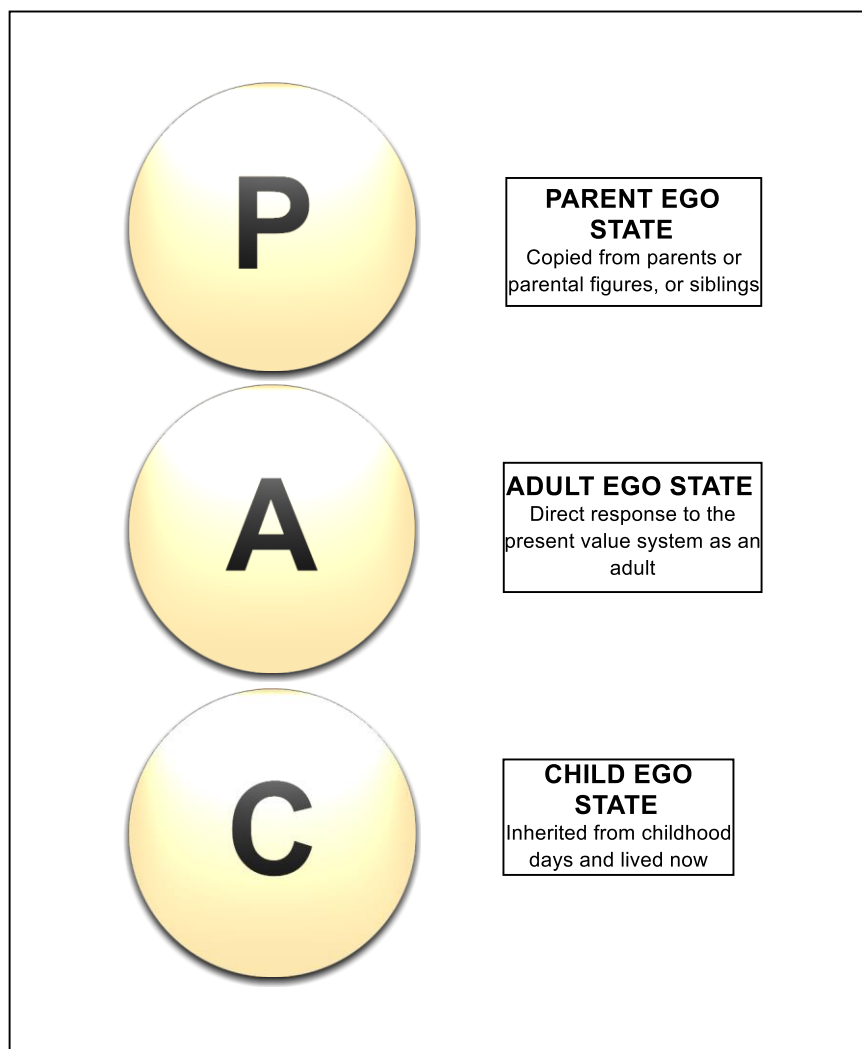 P
PARENT EGO
STATE
Copied from parents or
parental figures, or siblings
A
ADULT EGO STATE
Direct response to the
present value system as an
adult
C
CHILD EGO
STATE
Inherited from childhood
days and lived now